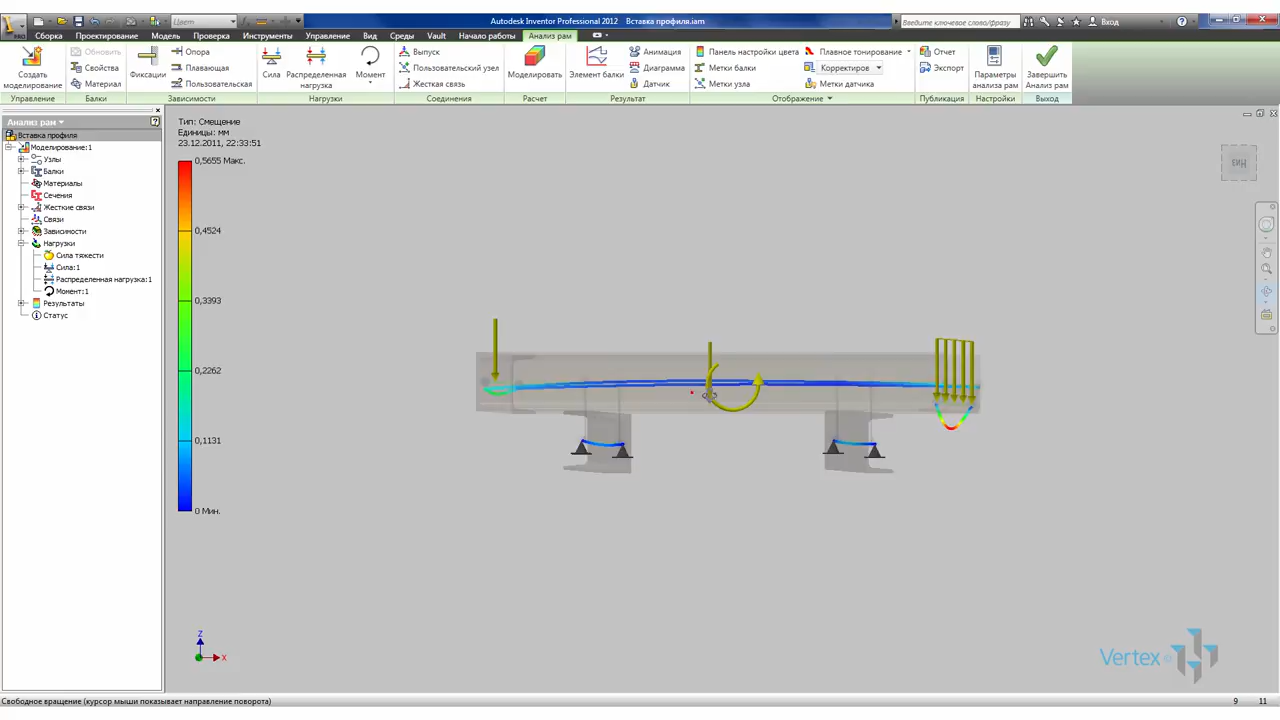 PRO
Цвет
Autodesk Inventor Professional 2012 Вставка профиля.iam
Введите ключевое слово/фразу
Вход
Сборка Проектирование Модель Проверка Инструменты Управление Вид Среды Vault Начало работы Анализ рам
Создать моделирование
Обновить
Свойства
Материал
Фиксации
Опора
Плавающая
Пользовательская
Сила
Распределенная нагрузка
Момент
Выпуск
Пользовательский узел
Жесткая связь
Моделировать
Элемент балки
Анимация
Диаграмма
Датчик
Панель настройки цвета
Метки балки
Метки узла
Плавное тонирование
Корректиров
Метки датчика
Отчет
Экспорт
Параметры анализа рам
Завершить Анализ рам
Управление Балки Зависимости Нагрузки Соединения Расчет Результат Отображение Публикация Настройки Выход
Анализ рам
Вставка профиля
Моделирование:1
Узлы
Балки
Материалы
Сечения
Жесткие связи
Связи
Зависимости
Нагрузки
Сила тяжести
Сила:1
Распределенная нагрузка:1
Момент:1
Результаты
Статус
Тип: Смещение
Единицы: мм
23.12.2011, 22:33:51
0,5655 Макс.
0,4524
0,3393
0,2262
0,1131
0 Мин.
Z
X
Vertex
Свободное вращение (курсор мыши показывает направление поворота)
9 11